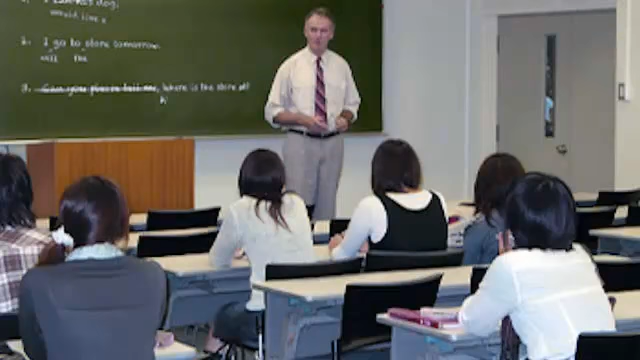 would like a
2. I go to store tomorrow.
will the
3. Can you please tell me, Where is the store at?